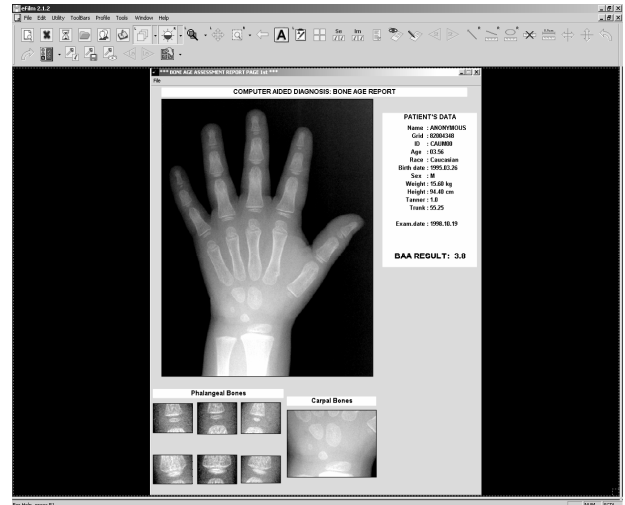 eFilm-2.1.2
File Edit Utility ToolBars Profile Tools Window Help
A
Se Im
*** BONE AGE ASSESSMENT REPORT PAGE (s) ***
File
COMPUTER AIDED DIAGNOSIS: BONE AGE REPORT
PATIENT'S DATA
Name : ANONYMOUS
Grid : 82004348
ID : CAUM00
Age : 03.56
Race : Caucasian
Birth date : 1995.03.26
Sex : M
Weight : 15.60 kg
Height : 94.40 cm
Tanner : 1.0
Trunk : 55.25
Exam.date : 1998.10.19
BAA RESULT: 3.8
Phalangeal Bones
Carpal Bones